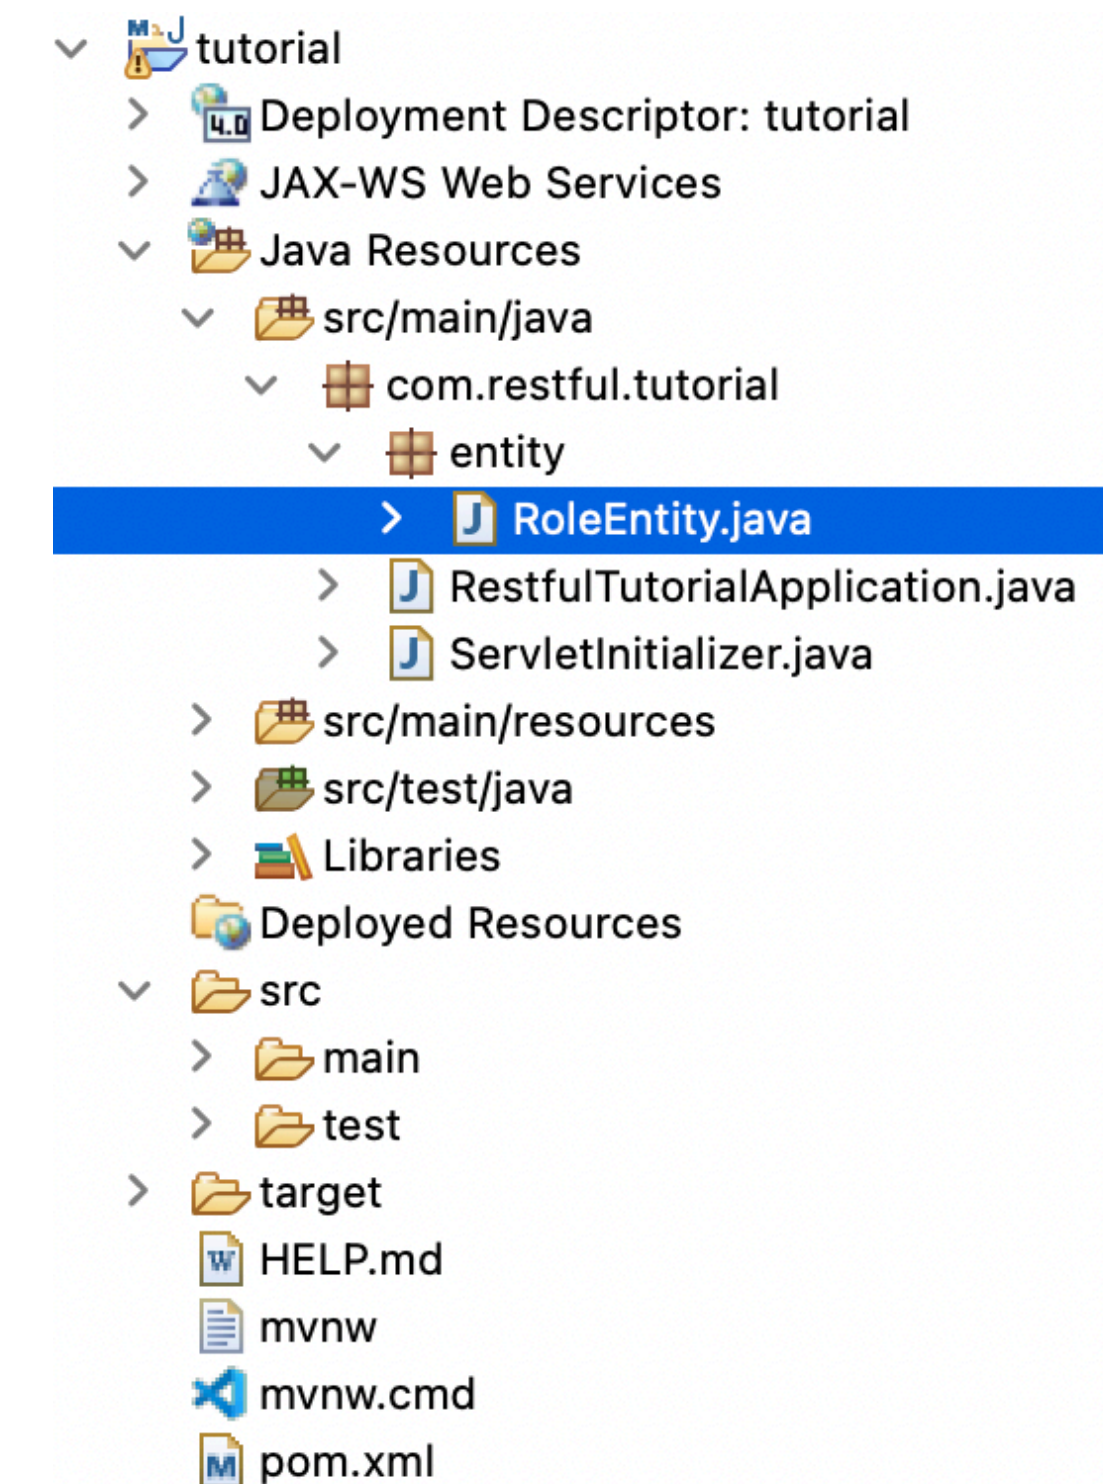 tutorial
Deployment Descriptor: tutorial
JAX-WS Web Services
Java Resources
src/main/java
com.restful.tutorial
entity
RoleEntity.java
RestfulTutorialApplication.java
ServletInitializer.java
src/main/resources
src/test/java
Libraries
Deployed Resources
src
main
test
target
HELP.md
mvnw
mvnw.cmd
pom.xml